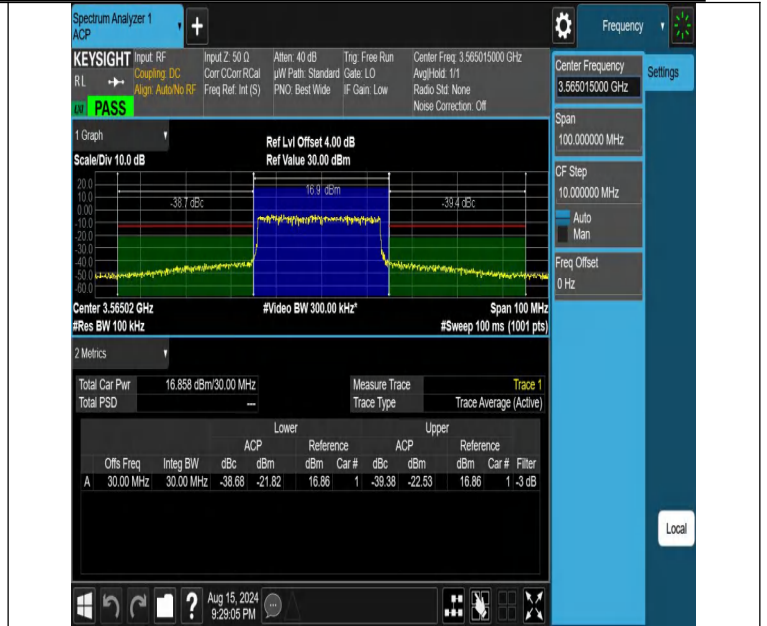 Spectrum Analyzer 1
ACP
Frequency
KEYSIGHT
RL
LXI
PASS
Input: RF
Coupling: DC
Align: Auto/No RF
Input Z: 50 Ω
Corr CCorr RCal
Freq Ref: Int (S)
Atten: 40 dB
µW Path: Standard
PNO: Best Wide
Trig: Free Run
Gate: LO
IF Gain: Low
Center Freq: 3.565015000 GHz
Avg|Hold: 1/1
Radio Std: None
Noise Correction: Off
Center Frequency
3.565015000 GHz
Settings
Span
100.000000 MHz
CF Step
10.000000 MHz
Auto
Man
Freq Offset
0 Hz
1 Graph
Scale/Div 10.0 dB
Ref Lvl Offset 4.00 dB
Ref Value 30.00 dBm
20.0
10.0
0.00
-10.0
-20.0
-30.0
-40.0
-50.0
-60.0
-38.7 dBc
16.9 dBm
-39.4 dBc
Center 3.56502 GHz
#Res BW 100 kHz
#Video BW 300.00 kHz*
Span 100 MHz
#Sweep 100 ms (1001 pts)
2 Metrics
Total Car Pwr 16.858 dBm/30.00 MHz
Total PSD ---
Measure Trace Trace 1
Trace Type Trace Average (Active)
Lower Upper
ACP Reference ACP Reference
Offs Freq Integ BW dBc dBm dBm Car # dBc dBm dBm Car # Filter
A 30.00 MHz 30.00 MHz -38.68 -21.82 16.86 1 -39.38 -22.53 16.86 1 -3 dB
Local
Aug 15, 2024
9:29:05 PM